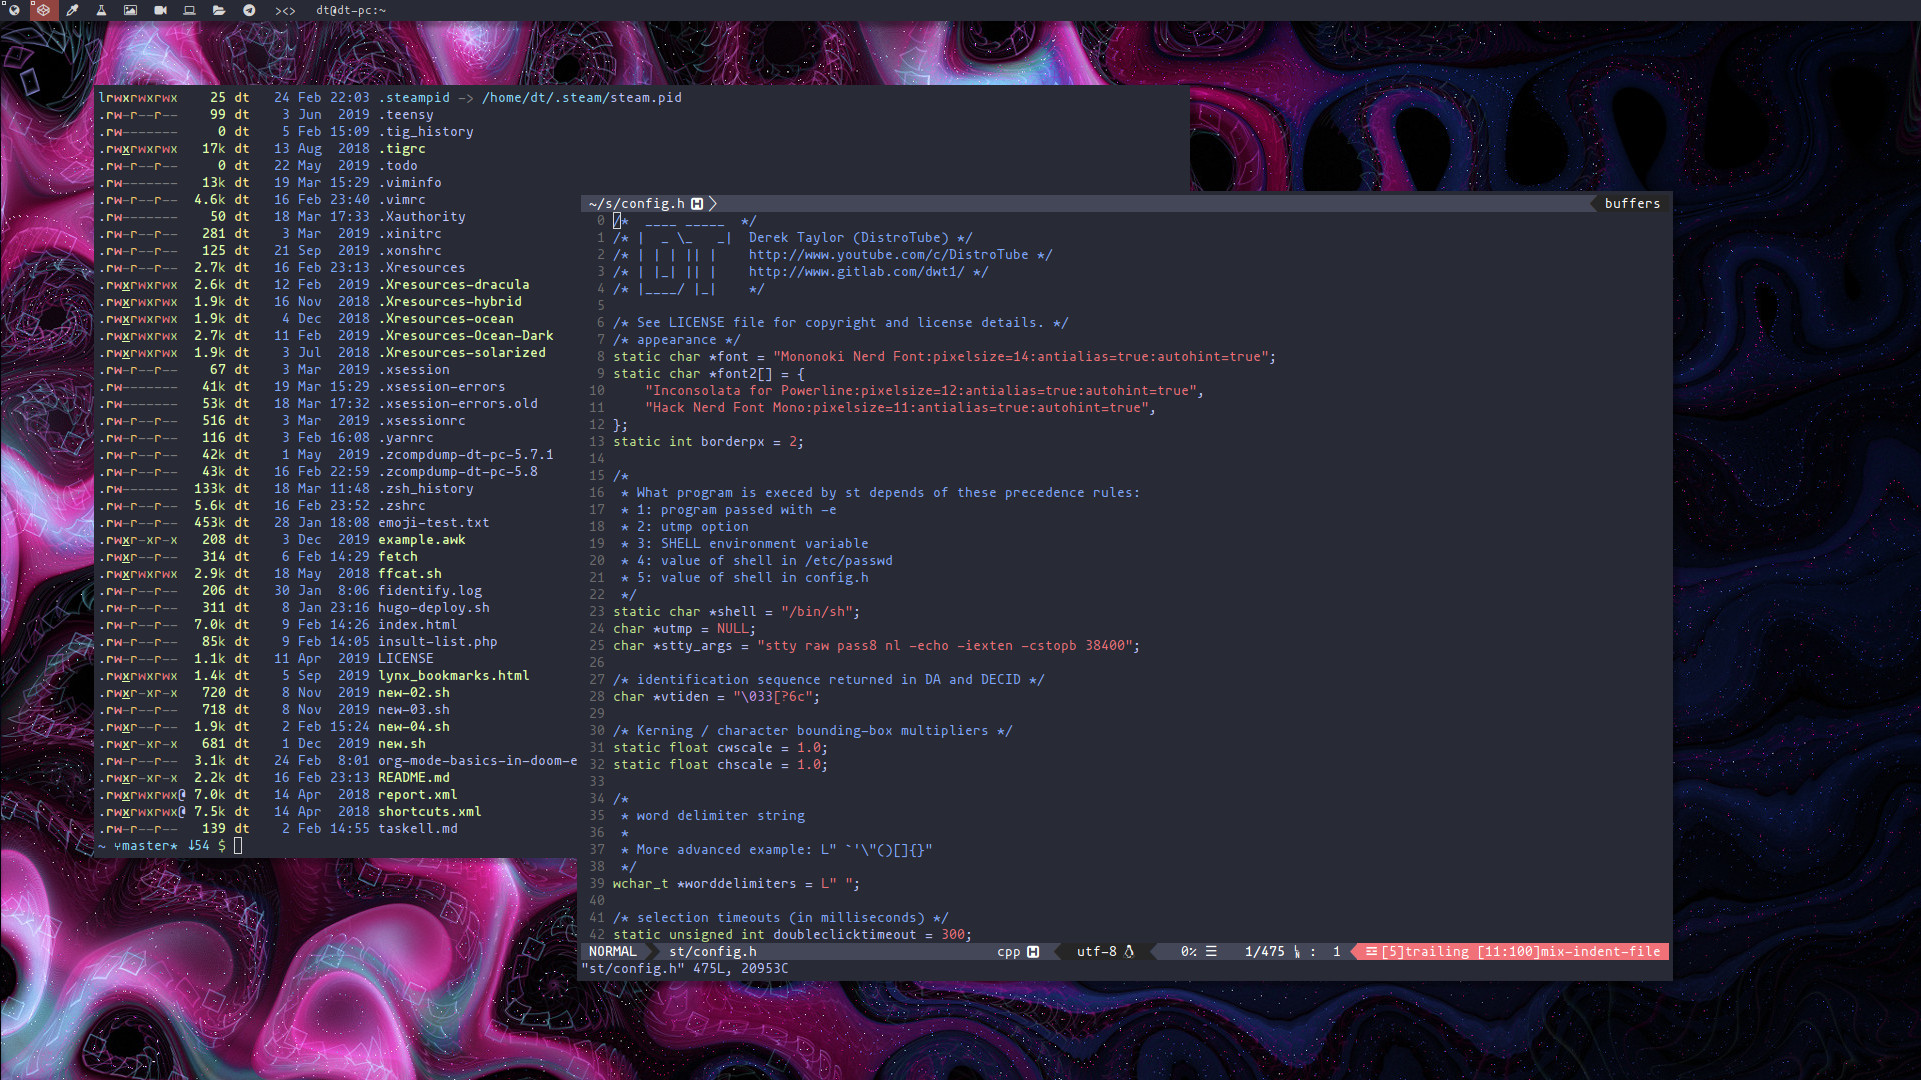 ><> dt@dt-pc:~
lrwxrwxrwx 25 dt 24 Feb 22:03 .steampid -> /home/dt/.steam/steam.pid
.rw-r--r-- 99 dt 3 Jun 2019 .teensy
.rw------- 0 dt 5 Feb 15:09 .tig_history
.rwxrwxrwx 17k dt 13 Aug 2018 .tigrc
.rw-r--r-- 0 dt 22 May 2019 .todo
.rw------- 13k dt 19 Mar 15:29 .viminfo
.rw-r--r-- 4.6k dt 16 Feb 23:40 .vimrc
.rw------- 50 dt 18 Mar 17:33 .Xauthority
.rw-r--r-- 281 dt 3 Mar 2019 .xinitrc
.rw-r--r-- 125 dt 21 Sep 2019 .xonshrc
.rw-r--r-- 2.7k dt 16 Feb 23:13 .Xresources
.rwxrwxrwx 2.6k dt 12 Feb 2019 .Xresources-dracula
.rwxrwxrwx 1.9k dt 16 Nov 2018 .Xresources-hybrid
.rwxrwxrwx 1.9k dt 4 Dec 2018 .Xresources-ocean
.rwxrwxrwx 2.7k dt 11 Feb 2019 .Xresources-Ocean-Dark
.rwxrwxrwx 1.9k dt 3 Jul 2018 .Xresources-solarized
.rw-r--r-- 67 dt 3 Mar 2019 .xsession
.rw------- 41k dt 19 Mar 15:29 .xsession-errors
.rw------- 53k dt 18 Mar 17:32 .xsession-errors.old
.rw-r--r-- 516 dt 3 Mar 2019 .xsessionrc
.rw-r--r-- 116 dt 3 Feb 16:08 .yarnrc
.rw-r--r-- 42k dt 1 May 2019 .zcompdump-dt-pc-5.7.1
.rw-r--r-- 43k dt 16 Feb 22:59 .zcompdump-dt-pc-5.8
.rw------- 133k dt 18 Mar 11:48 .zsh_history
.rw-r--r-- 5.6k dt 16 Feb 23:52 .zshrc
.rw-r--r-- 453k dt 28 Jan 18:08 emoji-test.txt
.rwxr-xr-x 208 dt 3 Dec 2019 example.awk
.rw-r--r-- 314 dt 6 Feb 14:29 fetch
.rwxrwxrwx 2.9k dt 18 May 2018 ffcat.sh
.rw-r--r-- 206 dt 30 Jan 8:06 fidentify.log
.rw-r--r-- 311 dt 8 Jan 23:16 hugo-deploy.sh
.rw-r--r-- 7.0k dt 9 Feb 14:26 index.html
.rw-r--r-- 85k dt 9 Feb 14:05 insult-list.php
.rw-r--r-- 1.1k dt 11 Apr 2019 LICENSE
.rwxrwxrwx 1.4k dt 5 Sep 2019 lynx_bookmarks.html
.rwxr-xr-x 720 dt 8 Nov 2019 new-02.sh
.rw-r--r-- 718 dt 8 Nov 2019 new-03.sh
.rwxr-xr-x 1.9k dt 2 Feb 15:24 new-04.sh
.rwxr-xr-x 681 dt 1 Dec 2019 new.sh
.rw-r--r-- 3.1k dt 24 Feb 8:01 org-mode-basics-in-doom-e
.rwxr-xr-x 2.2k dt 16 Feb 23:13 README.md
.rwxrwxrwx@ 7.0k dt 14 Apr 2018 report.xml
.rwxrwxrwx@ 7.5k dt 14 Apr 2018 shortcuts.xml
.rw-r--r-- 139 dt 2 Feb 14:55 taskell.md
~ master* ↓54 $
~/s/config.h H buffers
0 /*  ____ _____  */
1 /* |  _ \_   _|  Derek Taylor (DistroTube) */
2 /* | | | || |    http://www.youtube.com/c/DistroTube */
3 /* | |_| || |    http://www.gitlab.com/dwt1/ */
4 /* |____/ |_|    */
5
6 /* See LICENSE file for copyright and license details. */
7 /* appearance */
8 static char *font = "Mononoki Nerd Font:pixelsize=14:antialias=true:autohint=true";
9 static char *font2[] = {
10     "Inconsolata for Powerline:pixelsize=12:antialias=true:autohint=true",
11     "Hack Nerd Font Mono:pixelsize=11:antialias=true:autohint=true",
12 };
13 static int borderpx = 2;
14
15 /*
16  * What program is execed by st depends of these precedence rules:
17  * 1: program passed with -e
18  * 2: utmp option
19  * 3: SHELL environment variable
20  * 4: value of shell in /etc/passwd
21  * 5: value of shell in config.h
22  */
23 static char *shell = "/bin/sh";
24 char *utmp = NULL;
25 char *stty_args = "stty raw pass8 nl -echo -iexten -cstopb 38400";
26
27 /* identification sequence returned in DA and DECID */
28 char *vtiden = "\033[?6c";
29
30 /* Kerning / character bounding-box multipliers */
31 static float cwscale = 1.0;
32 static float chscale = 1.0;
33
34 /*
35  * word delimiter string
36  *
37  * More advanced example: L" `'\"()[]{}"
38  */
39 wchar_t *worddelimiters = L" ";
40
41 /* selection timeouts (in milliseconds) */
42 static unsigned int doubleclicktimeout = 300;
NORMAL st/config.h cpp H utf-8 0% ☰ 1/475 : 1 ☲[5]trailing [11:100]mix-indent-file
"st/config.h" 475L, 20953C